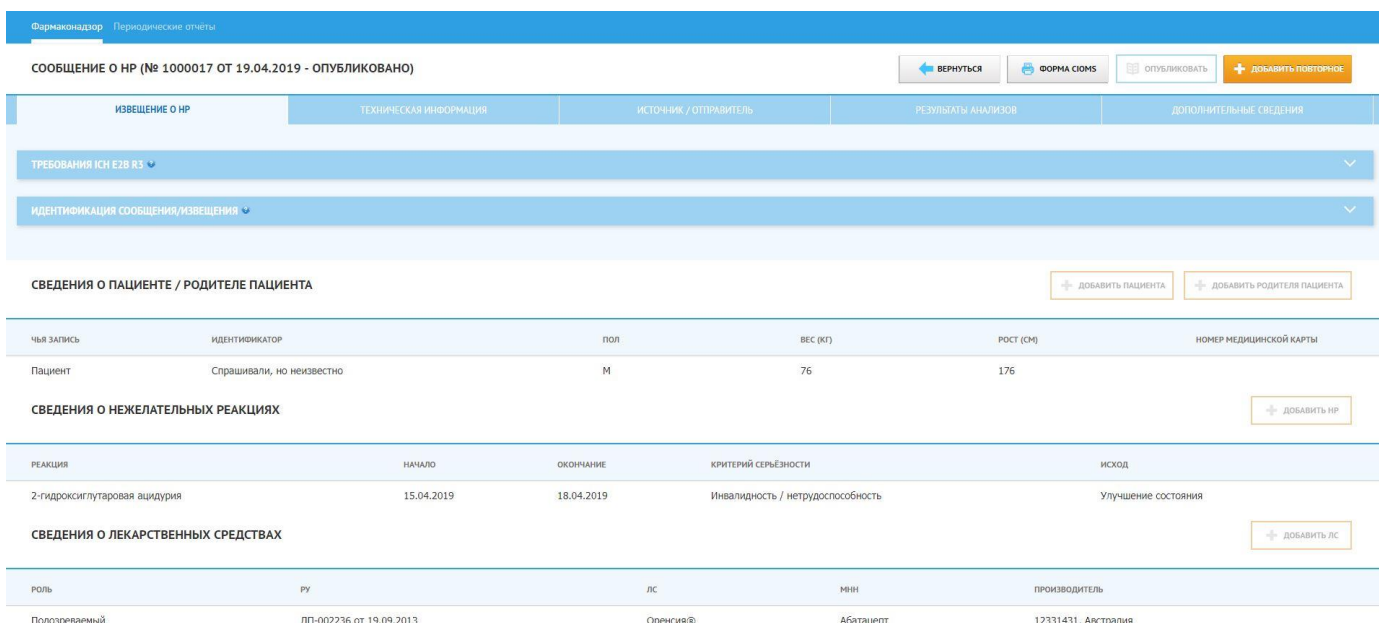 Фармаконадзор Периодические отчёты
СООБЩЕНИЕ О НР (№ 1000017 ОТ 19.04.2019 - ОПУБЛИКОВАНО) ВЕРНУТЬСЯ ФОРМА CIOMS ОПУБЛИКОВАТЬ ДОБАВИТЬ ПОВТОРНОЕ
ИЗВЕЩЕНИЕ О НР ТЕХНИЧЕСКАЯ ИНФОРМАЦИЯ ИСТОЧНИК / ОТПРАВИТЕЛЬ РЕЗУЛЬТАТЫ АНАЛИЗОВ ДОПОЛНИТЕЛЬНЫЕ СВЕДЕНИЯ
ТРЕБОВАНИЯ ICH E2B R3
ИДЕНТИФИКАЦИЯ СООБЩЕНИЯ/ИЗВЕЩЕНИЯ
СВЕДЕНИЯ О ПАЦИЕНТЕ / РОДИТЕЛЕ ПАЦИЕНТА ДОБАВИТЬ ПАЦИЕНТА ДОБАВИТЬ РОДИТЕЛЯ ПАЦИЕНТА
ЧЬЯ ЗАПИСЬ ИДЕНТИФИКАТОР ПОЛ ВЕС (КГ) РОСТ (СМ) НОМЕР МЕДИЦИНСКОЙ КАРТЫ
Пациент Спрашивали, но неизвестно М 76 176
СВЕДЕНИЯ О НЕЖЕЛАТЕЛЬНЫХ РЕАКЦИЯХ ДОБАВИТЬ НР
РЕАКЦИЯ НАЧАЛО ОКОНЧАНИЕ КРИТЕРИЙ СЕРЬЁЗНОСТИ ИСХОД
2-гидроксиглутаровая ацидурия 15.04.2019 18.04.2019 Инвалидность / нетрудоспособность Улучшение состояния
СВЕДЕНИЯ О ЛЕКАРСТВЕННЫХ СРЕДСТВАХ ДОБАВИТЬ ЛС
РОЛЬ РУ ЛС МНН ПРОИЗВОДИТЕЛЬ
Подозреваемый ЛП-002236 от 19.09.2013 Оренсия® Абатацепт 12331431, Австралия